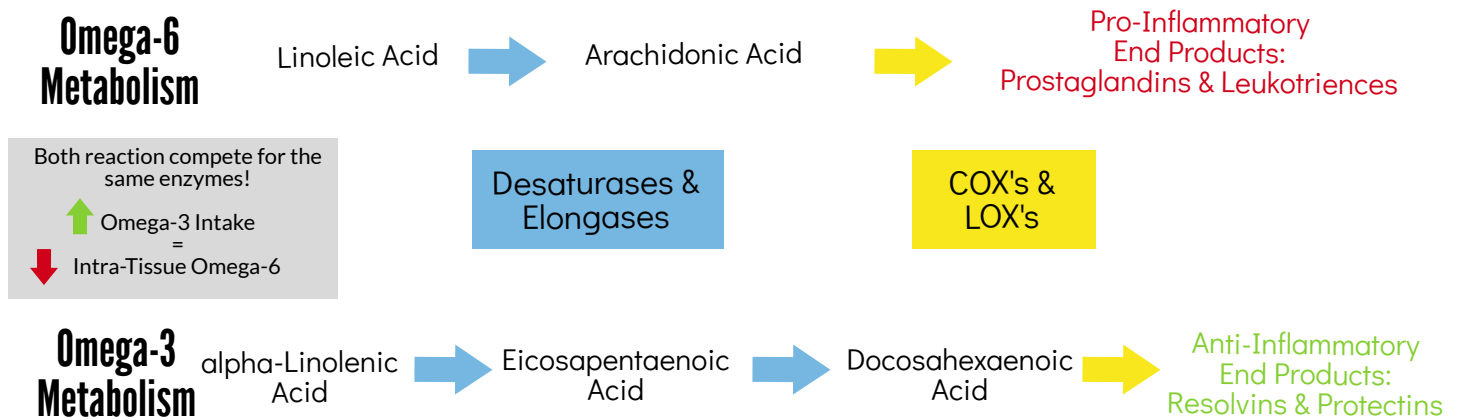 Omega-6
Metabolism
Linoleic Acid
Arachidonic Acid
Pro-Inflammatory
End Products:
Prostaglandins & Leukotriences
Both reaction compete for the
same enzymes!
Omega-3 Intake
=
Intra-Tissue Omega-6
Desaturases &
Elongases
COX's &
LOX's
Omega-3
Metabolism
alpha-Linolenic
Acid
Eicosapentaenoic
Acid
Docosahexaenoic
Acid
Anti-Inflammatory
End Products:
Resolvins & Protectins